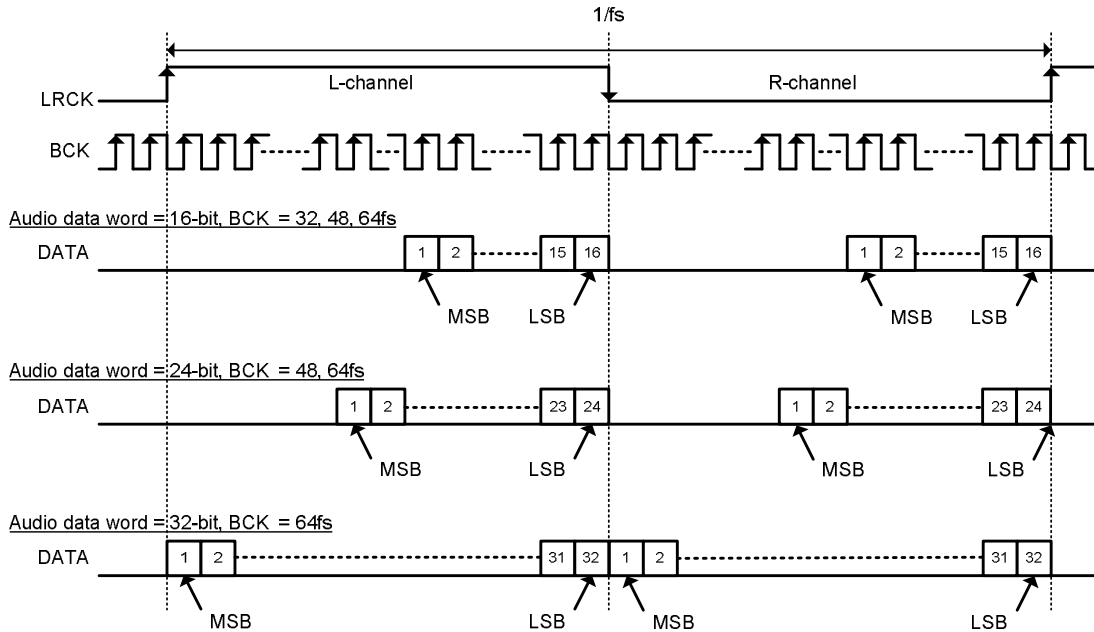 1/fs
L-channel
R-channel
LRCK
BCK
Audio data word = 16-bit, BCK = 32, 48, 64fs
DATA
1 2 15 16 1 2 15 16
MSB LSB MSB LSB
Audio data word = 24-bit, BCK = 48, 64fs
DATA
1 2 23 24 1 2 23 24
MSB LSB MSB LSB
Audio data word = 32-bit, BCK = 64fs
DATA
1 2 31 32 1 2 31 32
MSB LSB MSB LSB